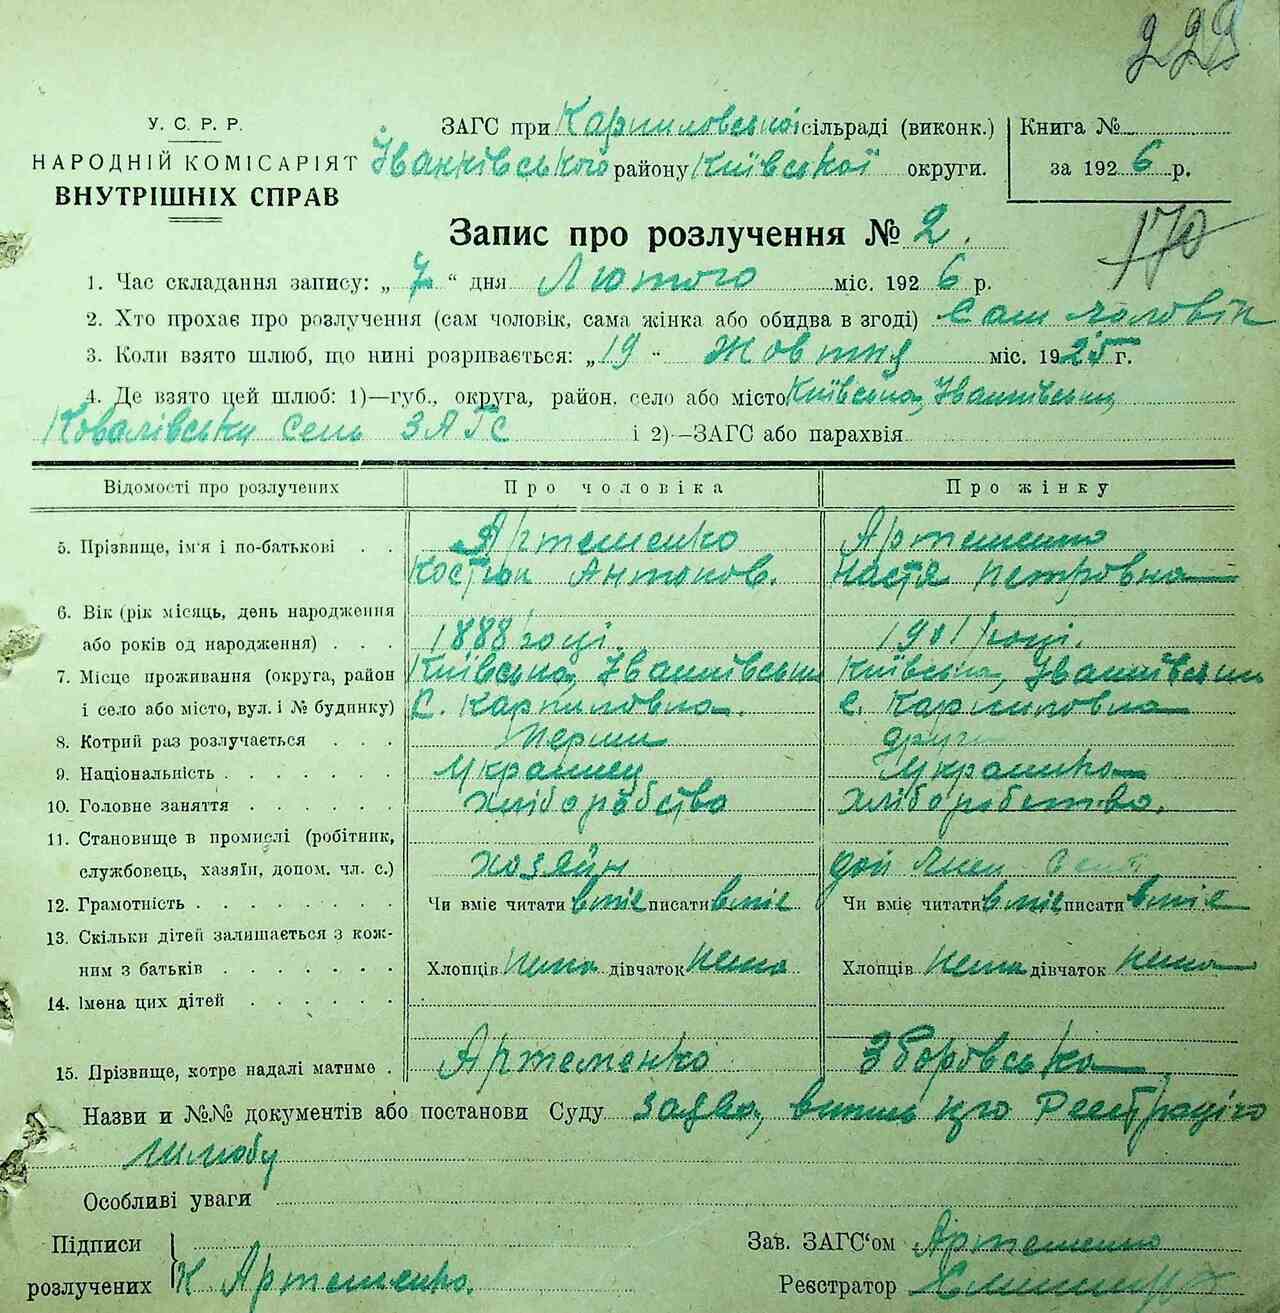 229
У. С. Р. Р.
НАРОДНІЙ КОМІСАРІЯТ
ВНУТРІШНІХ СПРАВ
ЗАГС при Карпиловської сільраді (виконк.)
Іванківського району Київської округи.
Книга №
за 1926 р.
Запис про розлучення № 2.
170
1. Час складання запису: „7“ дня Лютого міс. 1926 р.
2. Хто прохає про розлучення (сам чоловік, сама жінка або обидва в згоді) Сам чоловік
3. Коли взято шлюб, що нині розривається: „19“ Жовтня міс. 1925 г.
4. Де взято цей шлюб: 1)—губ., округа, район, село або місто Київська, Іванківськ
Ковалівськи Сель ЗАГС і 2)—ЗАГС або парахвія
Відомості про розлучених Про чоловіка Про жінку
5. Прізвище, ім'я і по-батькові . . Артеменко Артеменко
Костян Антонов. Настя Петровна
6. Вік (рік місяць, день народження
або років од народження) . . . 1888 році 1901 році.
7. Місце проживання (округа, район Київська, Іванківськ Київська, Іванківськ
і село або місто, вул. і № будинку) С. Карпиловка. С. Карпиловка
8. Котрий раз розлучається . . . Перши други
9. Національність . . . . . . . Украинец Украинка
10. Головне заняття . . . . . . Хліборобство Хліборобство.
11. Становище в промислі (робітник,
службовець, хазяїн, допом. чл. с.) хозяйн
12. Грамотність . . . . . . . . Чи вміє читати вміє писати вміє Чи вміє читати вміє писати вміє
13. Скільки дітей залишається з кож-
ним з батьків . . . . . . . Хлопців нема дівчаток нема Хлопців нема дівчаток нема
14. Імена цих дітей . . . . . .
15. Прізвище, котре надалі матиме . Артеменко Зборовська
Назви и №№ документів або постанови Суду заява, випись про Реєстрацію
шлюбу
Особливі уваги
Підписи
розлучених К Артеменко.
Зав. ЗАГС‘ом Артеменко
Реєстратор